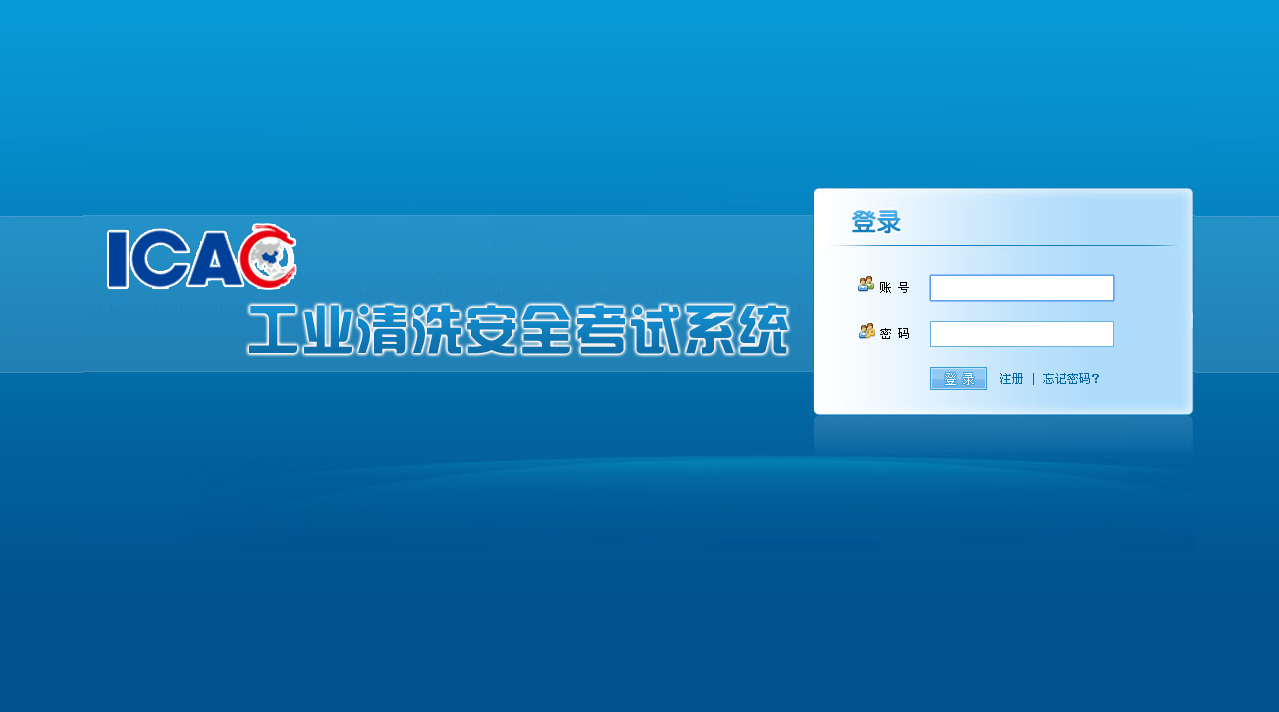 ICAC
工业清洗安全考试系统
登录
账 号
密 码
登 录 注册 | 忘记密码?